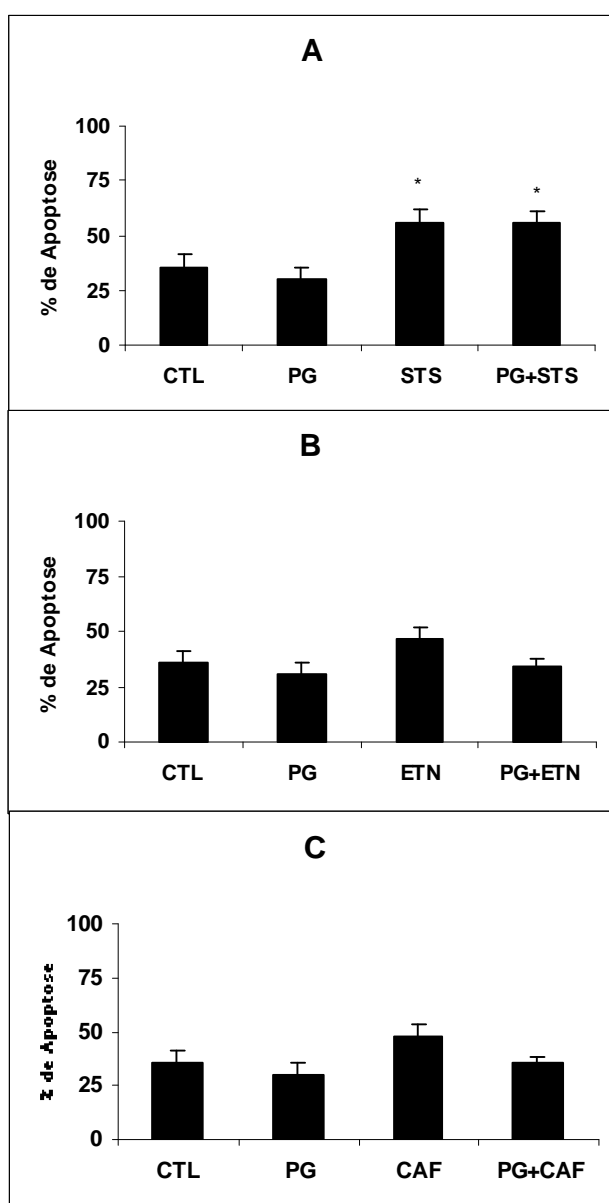 A
% de Apoptose
100
75
50
25
0
* *
CTL PG STS PG+STS
B
% de Apoptose
100
75
50
25
0
CTL PG ETN PG+ETN
C
% de Apoptose
100
75
50
25
0
CTL PG CAF PG+CAF